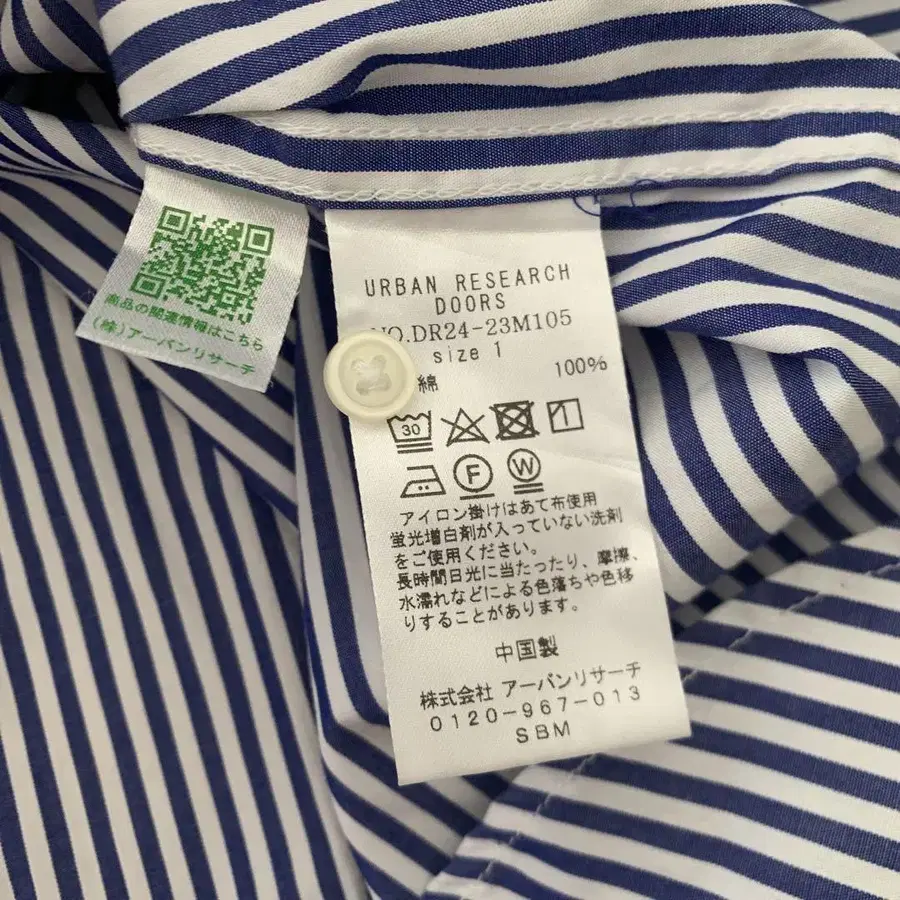 商品の関連情報はこちら
(株)アーバンリサーチ
URBAN RESEARCH
DOORS
NO.DR24-23M105
size 1
綿 100%
30
F W
アイロン掛けはあて布使用
蛍光増白剤が入っていない洗剤
をご使用ください。
長時間日光に当たったり、摩擦、
水濡れなどによる色落ちや色移
りすることがあります。
中国製
株式会社 アーバンリサーチ
0120-967-013
SBM